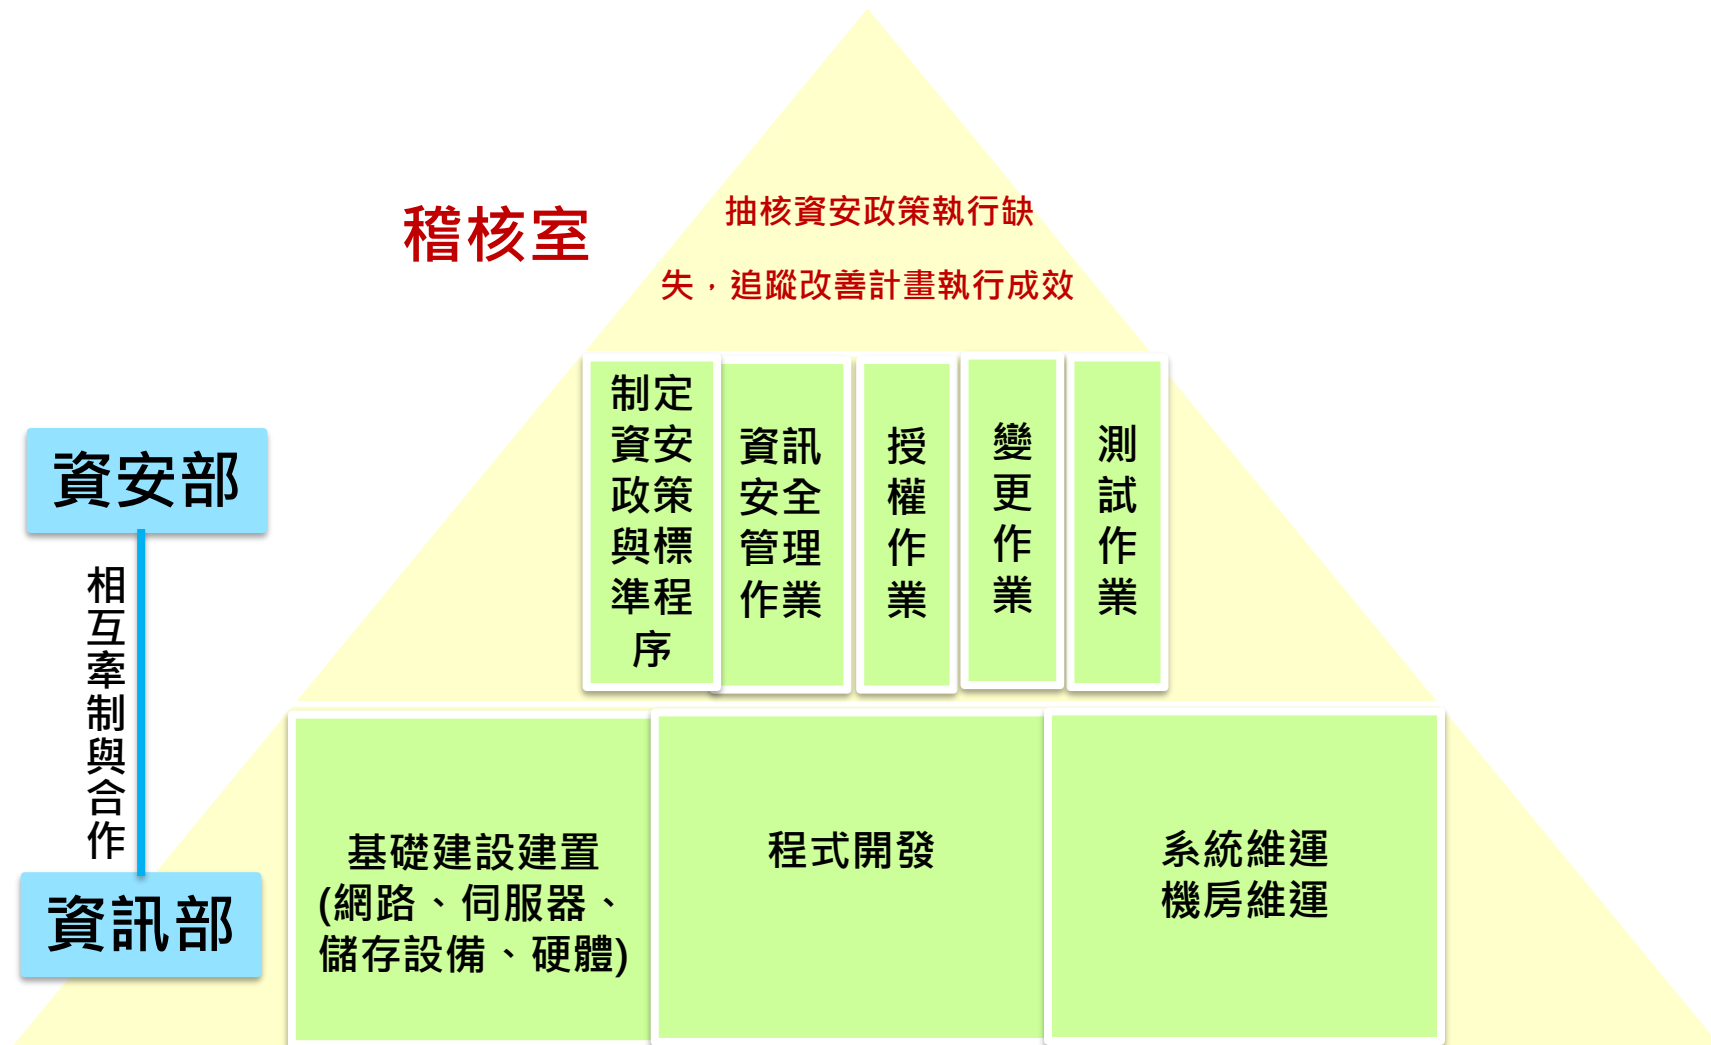 稽核室
抽核資安政策執行缺
失，追蹤改善計畫執行成效
資安部
相互牽制與合作
資訊部
制定
資安
政策
與標
準程
序
資訊
安全
管理
作業
授權作業
變更作業
測試作業
基礎建設建置
(網路、伺服器、
儲存設備、硬體)
程式開發
系統維運
機房維運